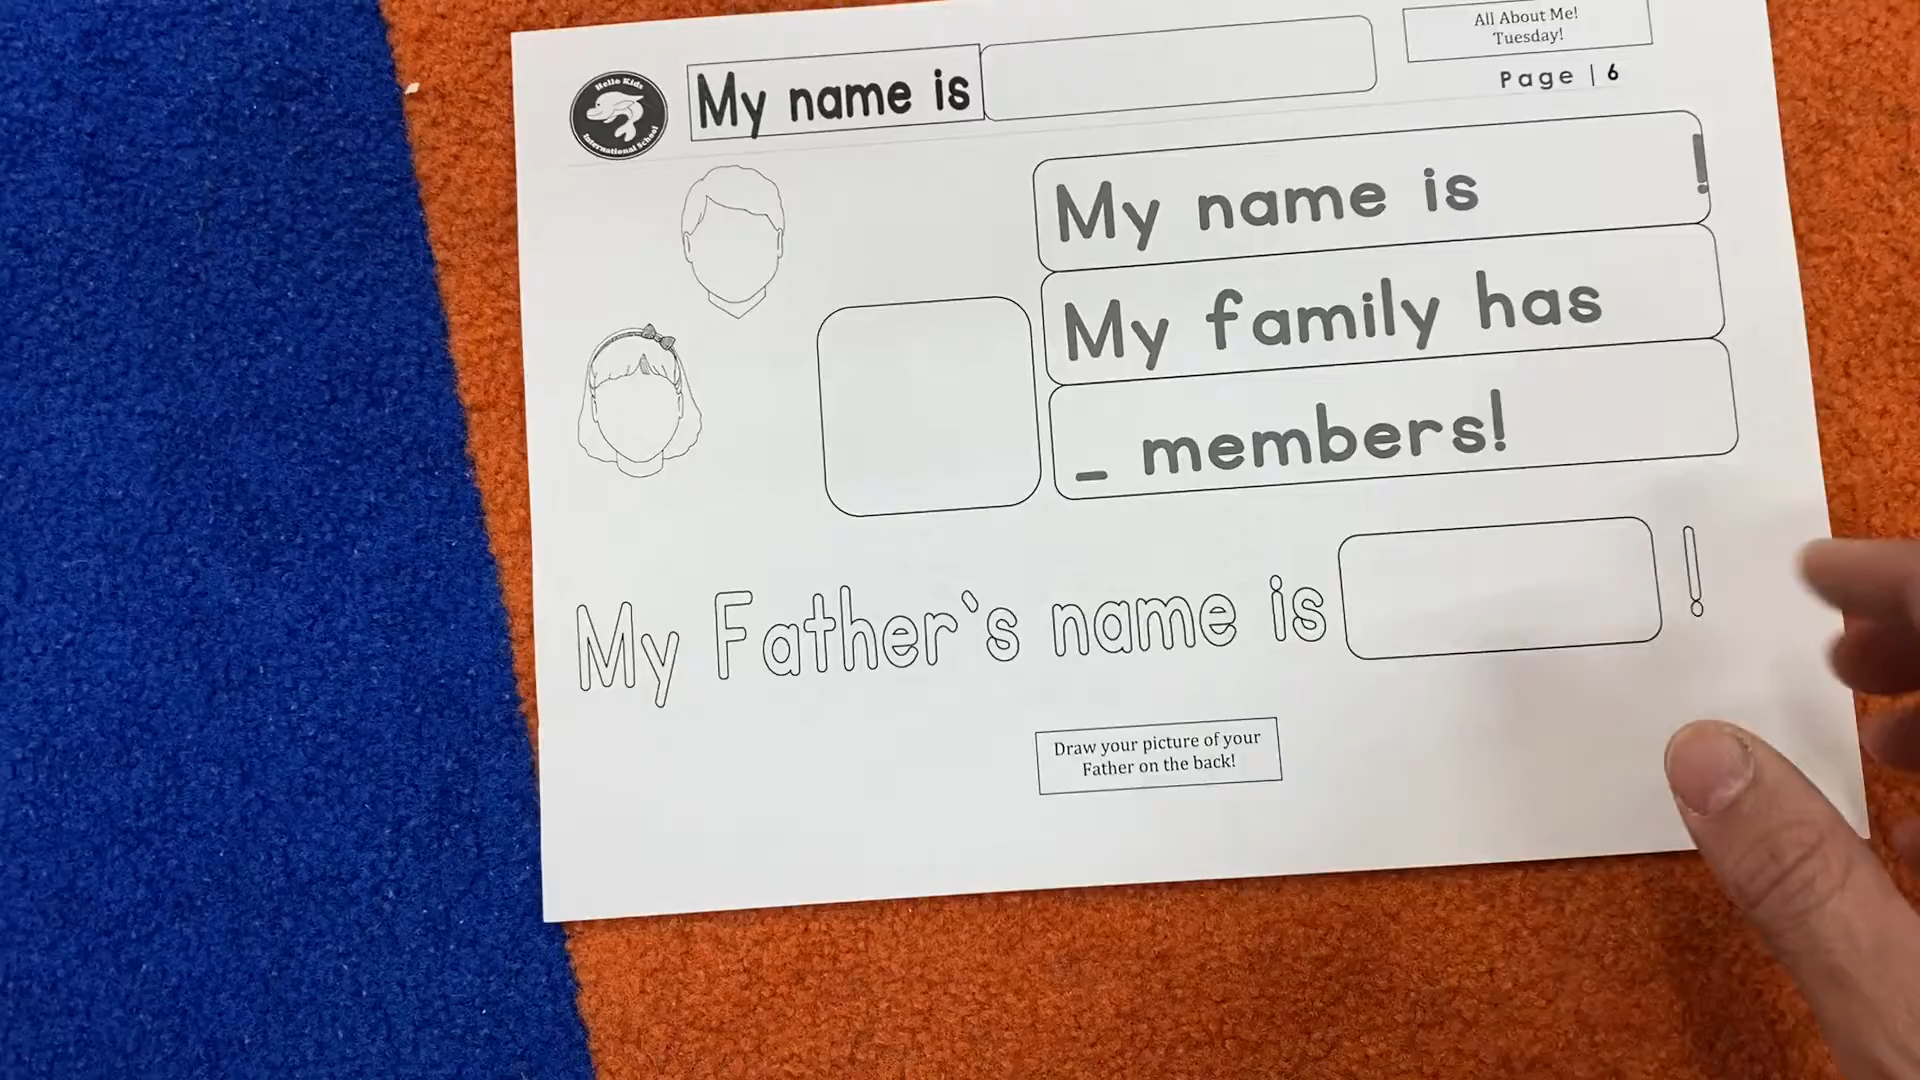 Hello Kids
International School
My name is
All About Me!
Tuesday!
Page | 6
My name is !
My family has
_ members!
My Father`s name is !
Draw your picture of your
Father on the back!